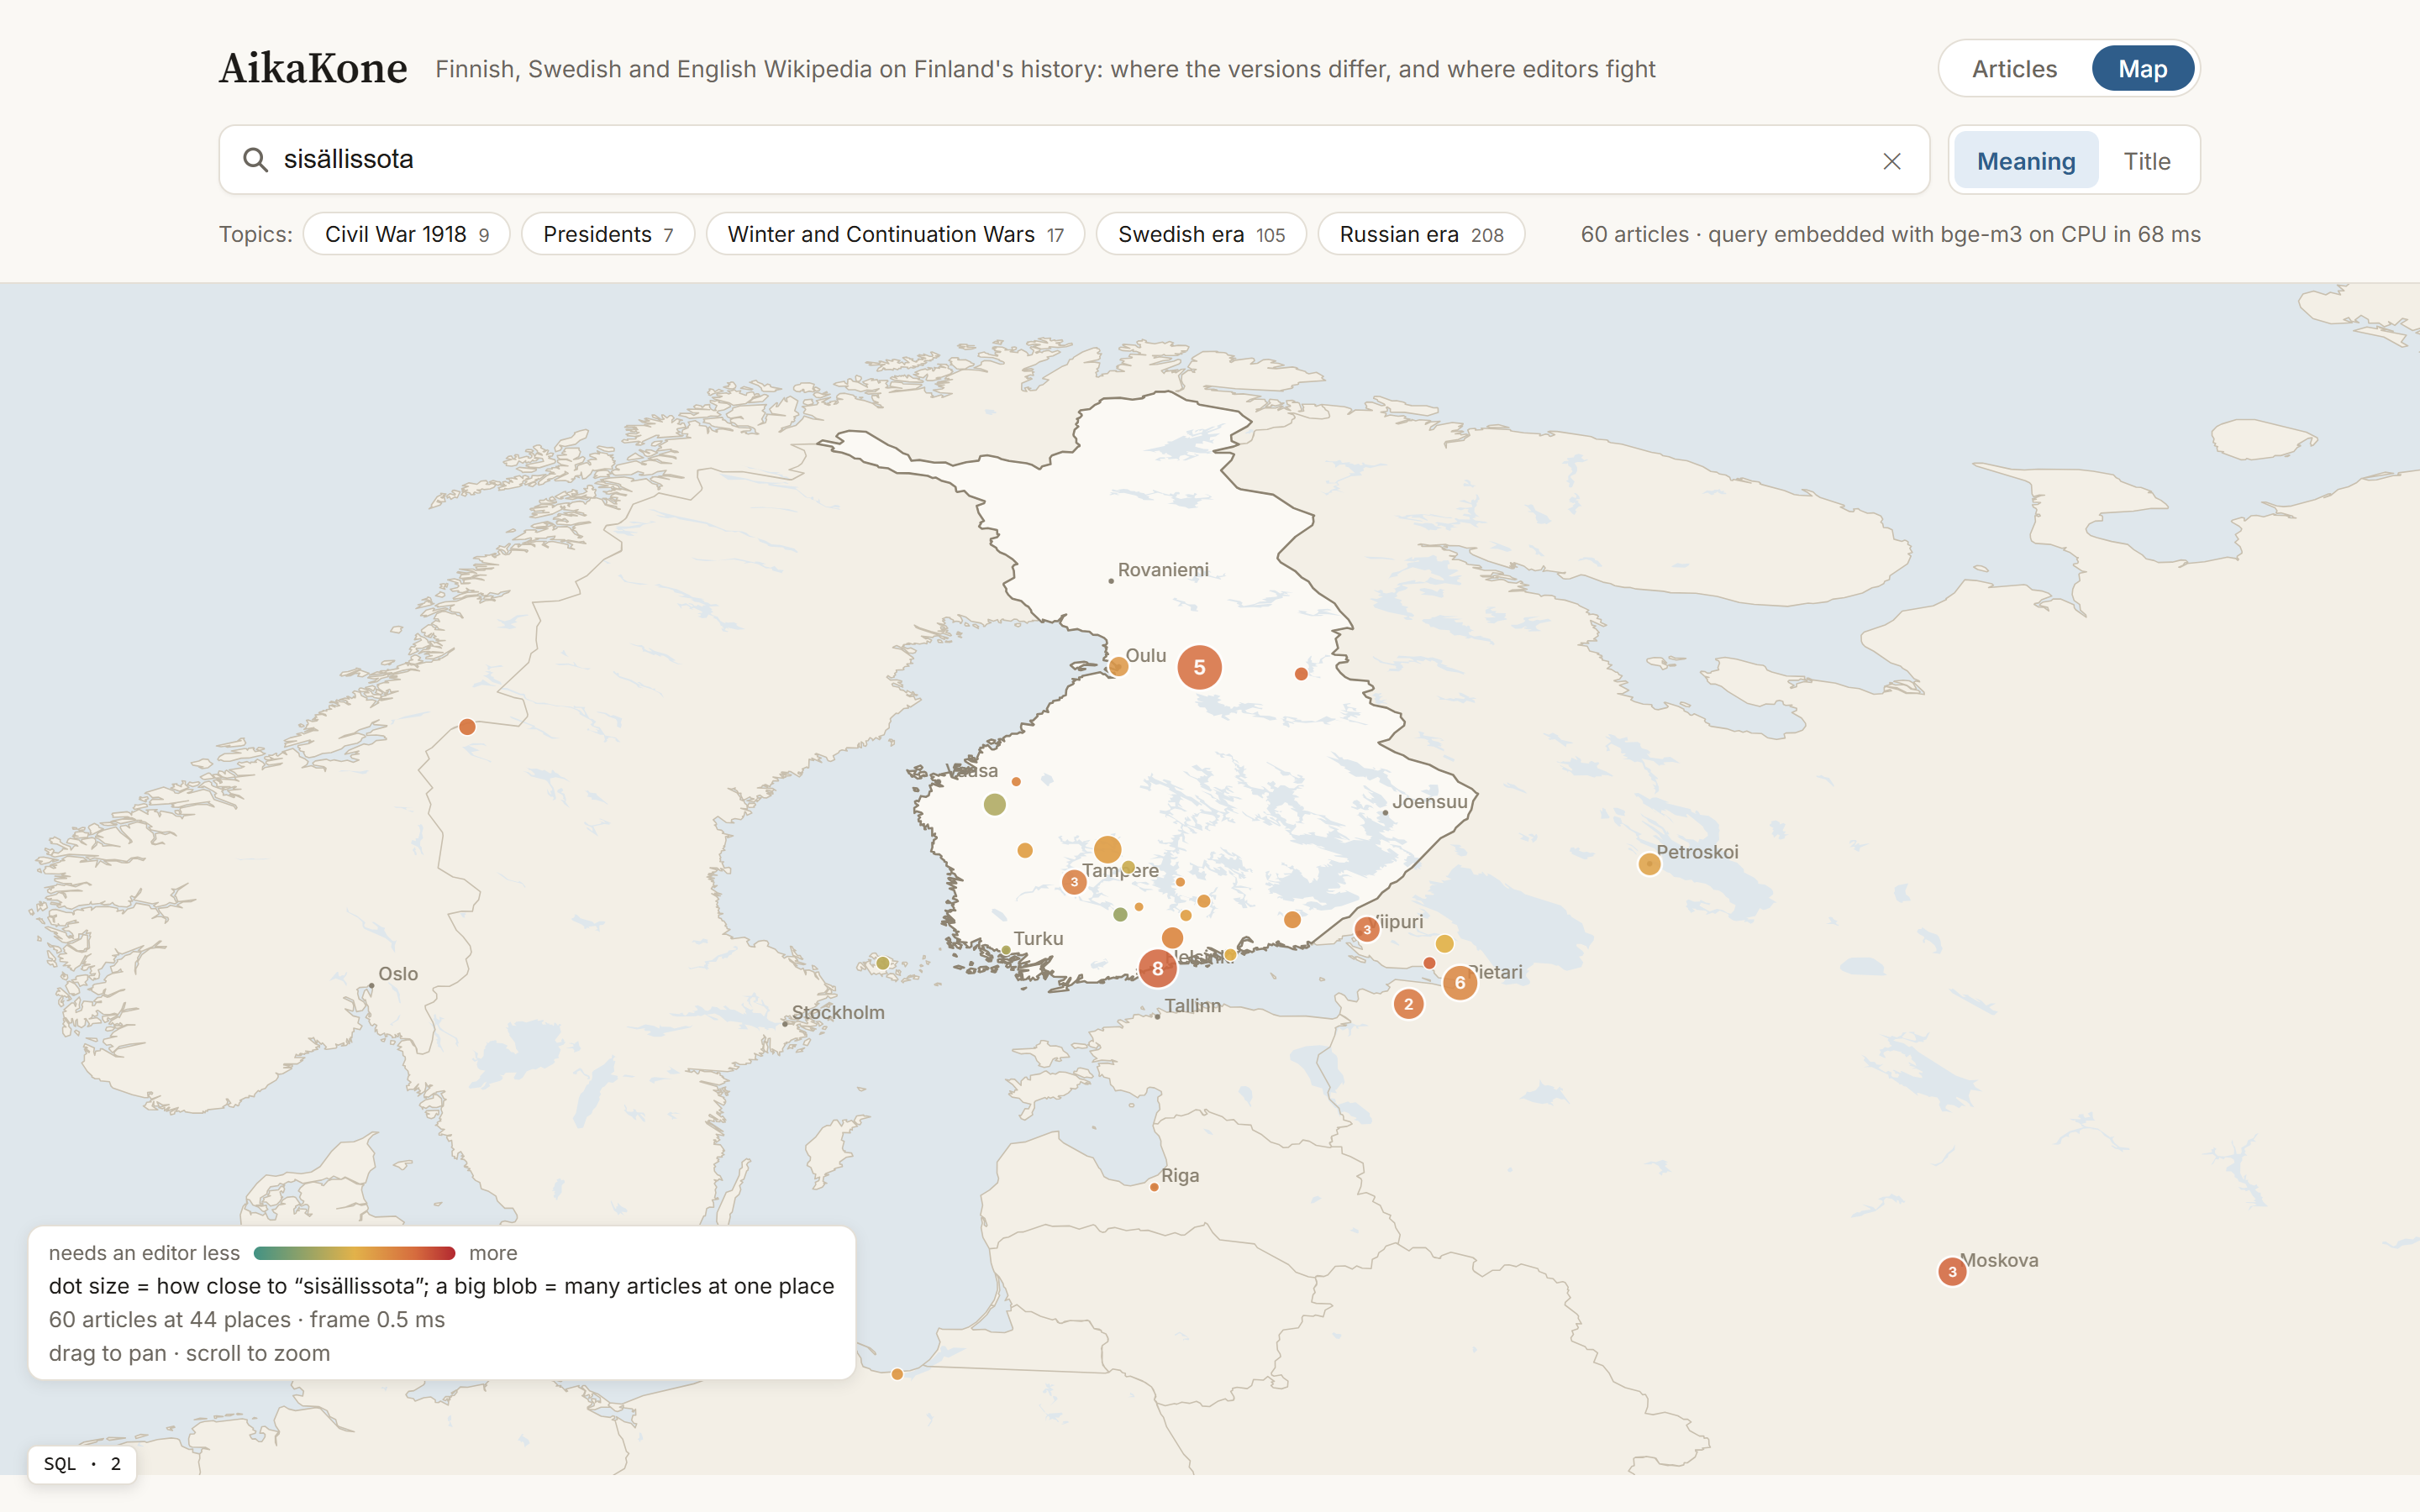 AikaKone
Finnish, Swedish and English Wikipedia on Finland's history: where the versions differ, and where editors fight
Articles
Map
sisällissota
Meaning
Title
Topics:
Civil War 1918 9
Presidents 7
Winter and Continuation Wars 17
Swedish era 105
Russian era 208
60 articles · query embedded with bge-m3 on CPU in 68 ms
Rovaniemi
Oulu
5
Vaasa
Joensuu
Petroskoi
Tampere
3
Viipuri
3
Turku
Helsinki
8
Oslo
Pietari
6
2
Stockholm
Tallinn
Riga
Moskova
3
needs an editor less
more
dot size = how close to “sisällissota”; a big blob = many articles at one place
60 articles at 44 places · frame 0.5 ms
drag to pan · scroll to zoom
SQL · 2